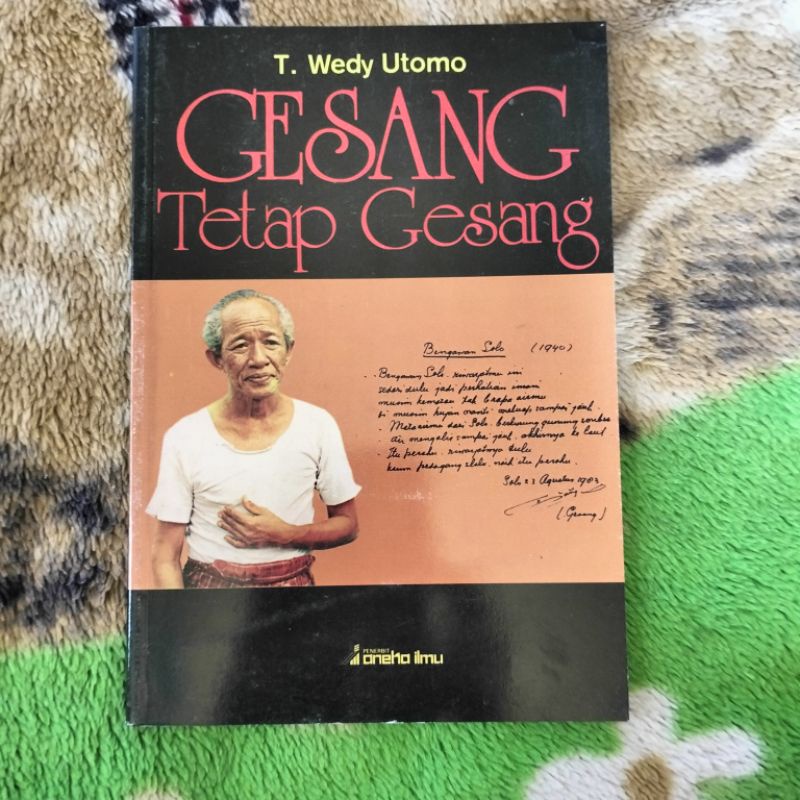 T. Wedy Utomo
GESANG
Tetap Gesang
Bengawan Solo (1940)
Bengawan Solo. riwayatmu ini
sedari dulu jadi perhatian insani
musim kemarau tak brapa airmu
di musim hujan nanti meluap sampai jauh.
Mata airmu dari Solo. terkurung gunung seribu
air mengalir sampai jauh. akhirnya ke laut
Itu perahu. riwayatnya dulu
kaum pedagang slalu. naik itu perahu.
Solo 23 Agustus 1983
(Gesang)
PENERBIT
aneka ilmu